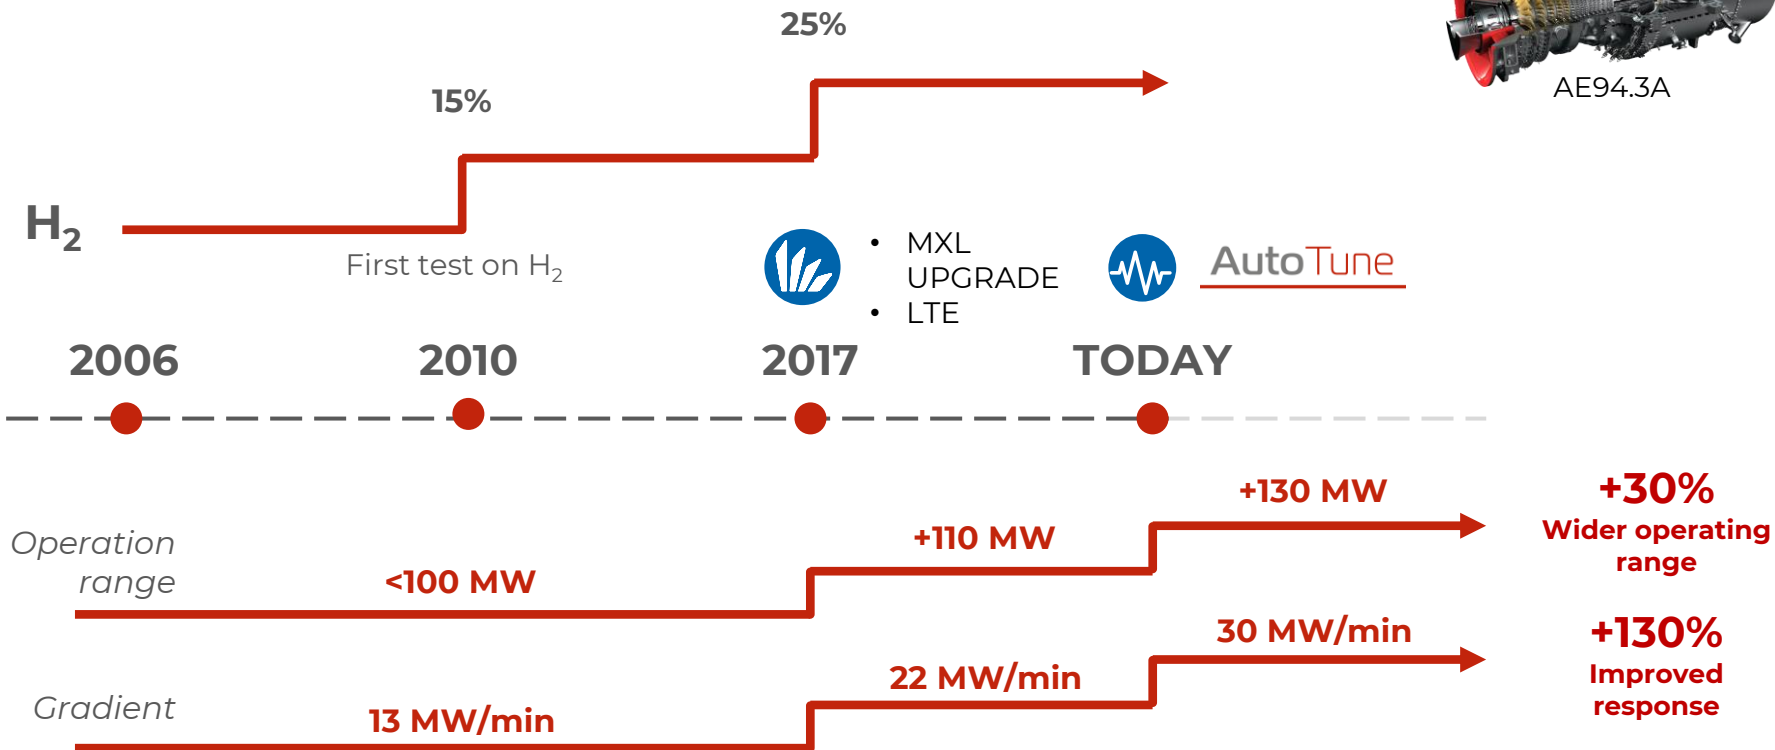 25%
15%
AE94.3A
H₂
First test on H₂
• MXL
UPGRADE
• LTE
AutoTune
2006 2010 2017 TODAY
Operation
range
<100 MW
+110 MW
+130 MW
+30%
Wider operating
range
Gradient
13 MW/min
22 MW/min
30 MW/min
+130%
Improved
response